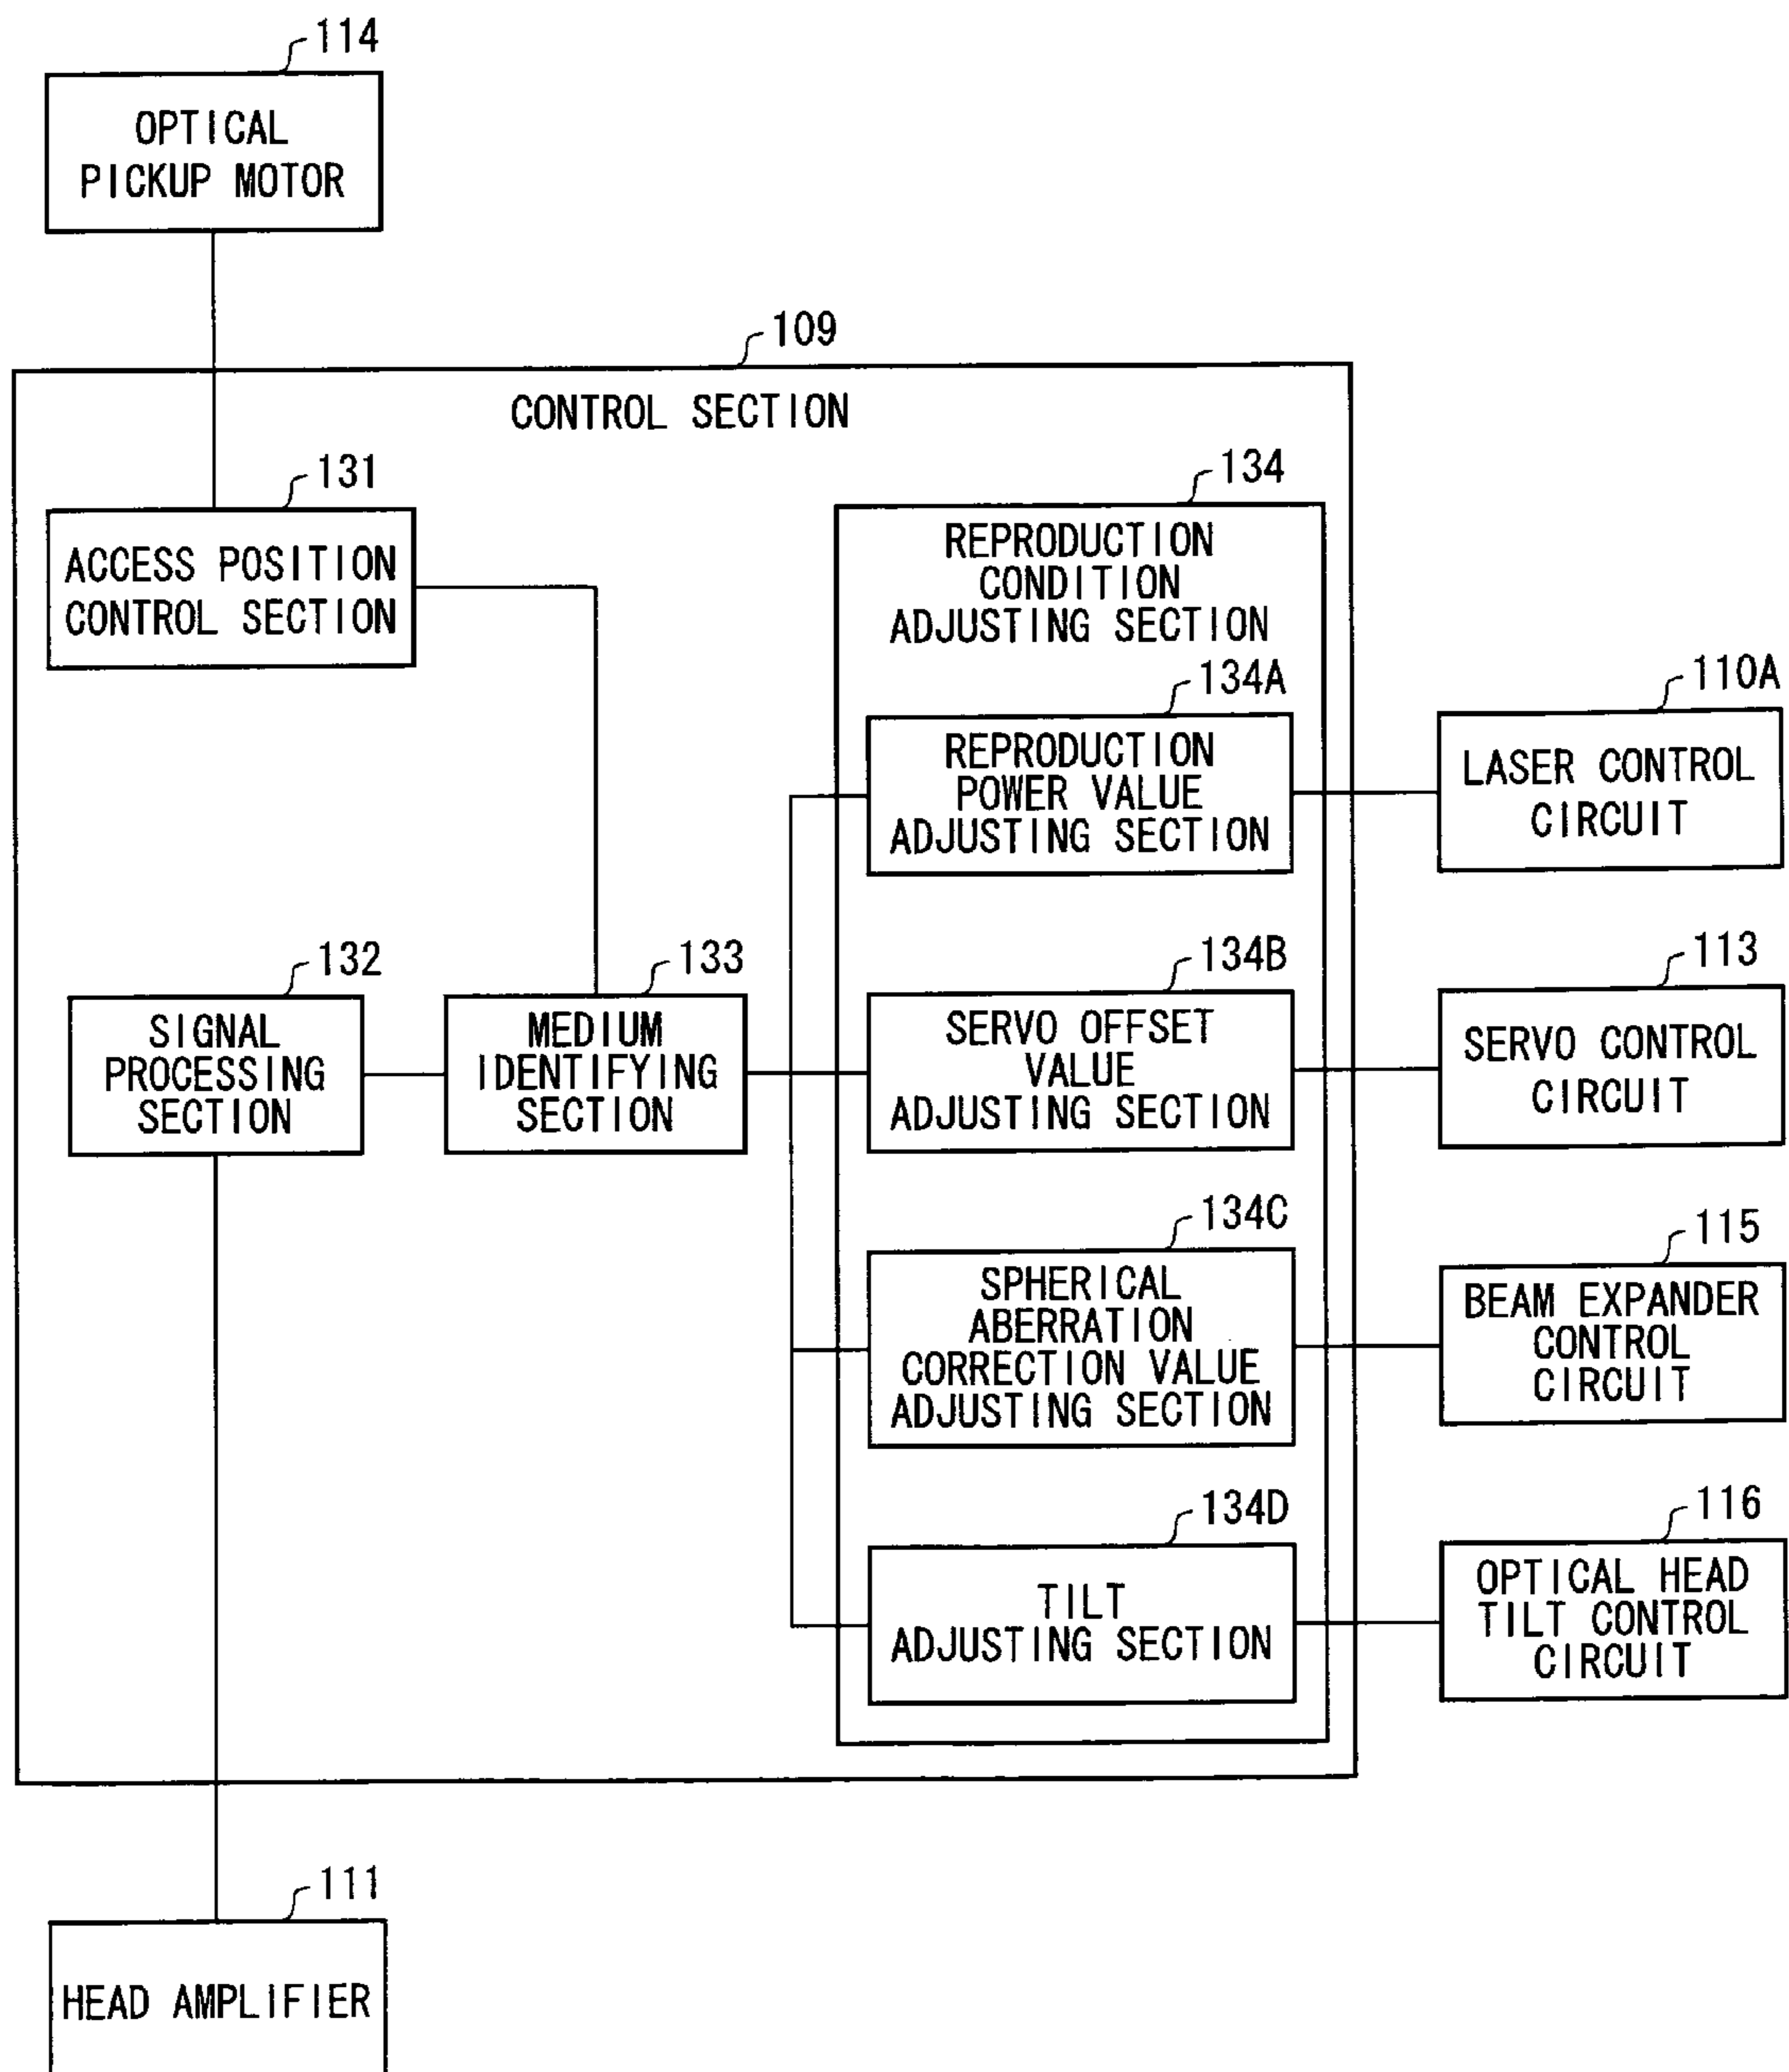 114
OPTICAL
PICKUP MOTOR
109
CONTROL SECTION
131
ACCESS POSITION
CONTROL SECTION
134
REPRODUCTION
CONDITION
ADJUSTING SECTION
134A
REPRODUCTION
POWER VALUE
ADJUSTING SECTION
110A
LASER CONTROL
CIRCUIT
132
SIGNAL
PROCESSING
SECTION
133
MEDIUM
IDENTIFYING
SECTION
134B
SERVO OFFSET
VALUE
ADJUSTING SECTION
113
SERVO CONTROL
CIRCUIT
134C
SPHERICAL
ABERRATION
CORRECTION VALUE
ADJUSTING SECTION
115
BEAM EXPANDER
CONTROL
CIRCUIT
134D
TILT
ADJUSTING SECTION
116
OPTICAL HEAD
TILT CONTROL
CIRCUIT
111
HEAD AMPLIFIER